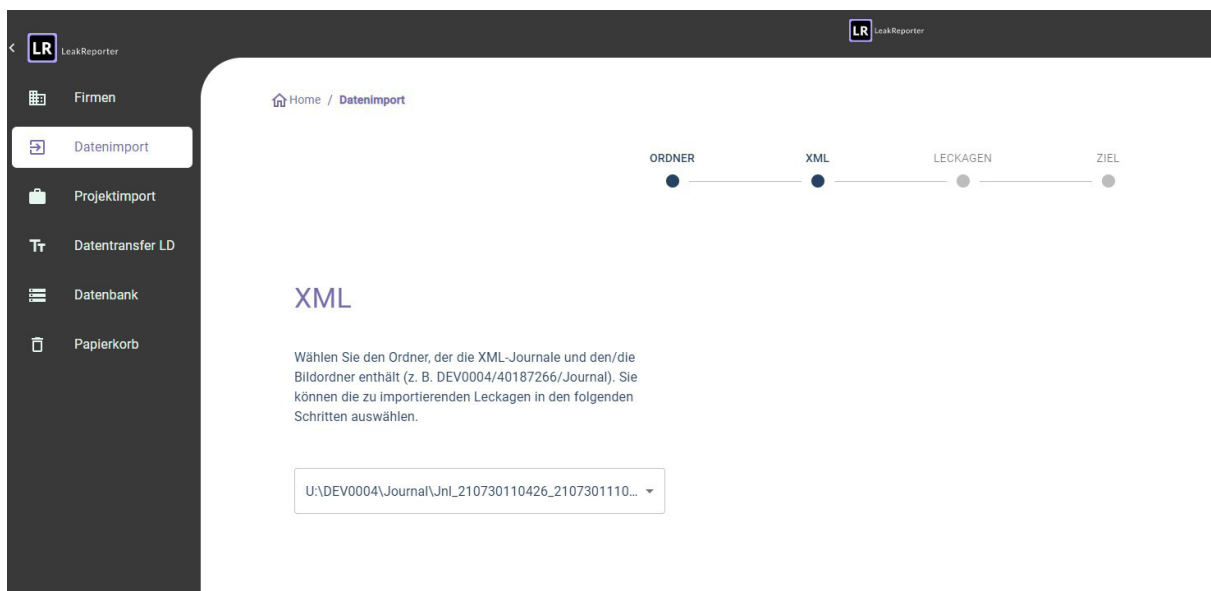 LR LeakReporter
LR LeakReporter
Firmen
Datenimport
Projektimport
Datentransfer LD
Datenbank
Papierkorb
Home / Datenimport
ORDNER XML LECKAGEN ZIEL
XML
Wählen Sie den Ordner, der die XML-Journale und den/die
Bildordner enthält (z. B. DEV0004/40187266/Journal). Sie
können die zu importierenden Leckagen in den folgenden
Schritten auswählen.
U:\DEV0004\Journal\Jnl_210730110426_2107301110...